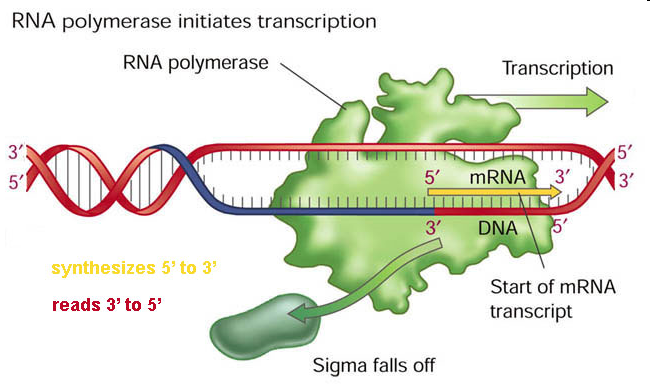 RNA polymerase initiates transcription
RNA polymerase
Transcription
3′
5′
5′
3′
5′ mRNA 3′
3′ DNA 5′
synthesizes 5' to 3'
reads 3' to 5'
Start of mRNA
transcript
Sigma falls off